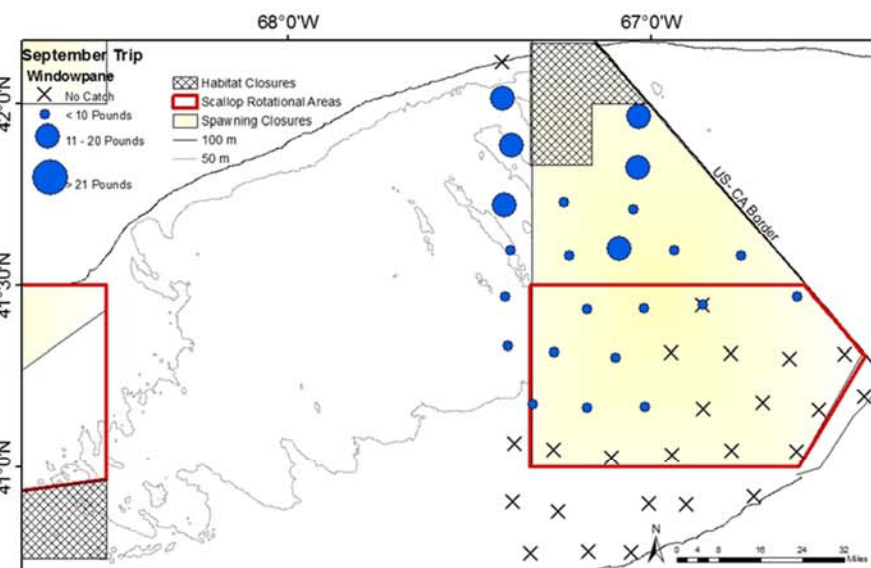 68°0'W
67°0'W
42°0'N
41°30'N
41°0'N
September Trip
Windowpane
No Catch
< 10 Pounds
11 - 20 Pounds
> 21 Pounds
Habitat Closures
Scallop Rotational Areas
Spawning Closures
100 m
50 m
US- CA Border
N
0 4 8 16 24 32
Miles